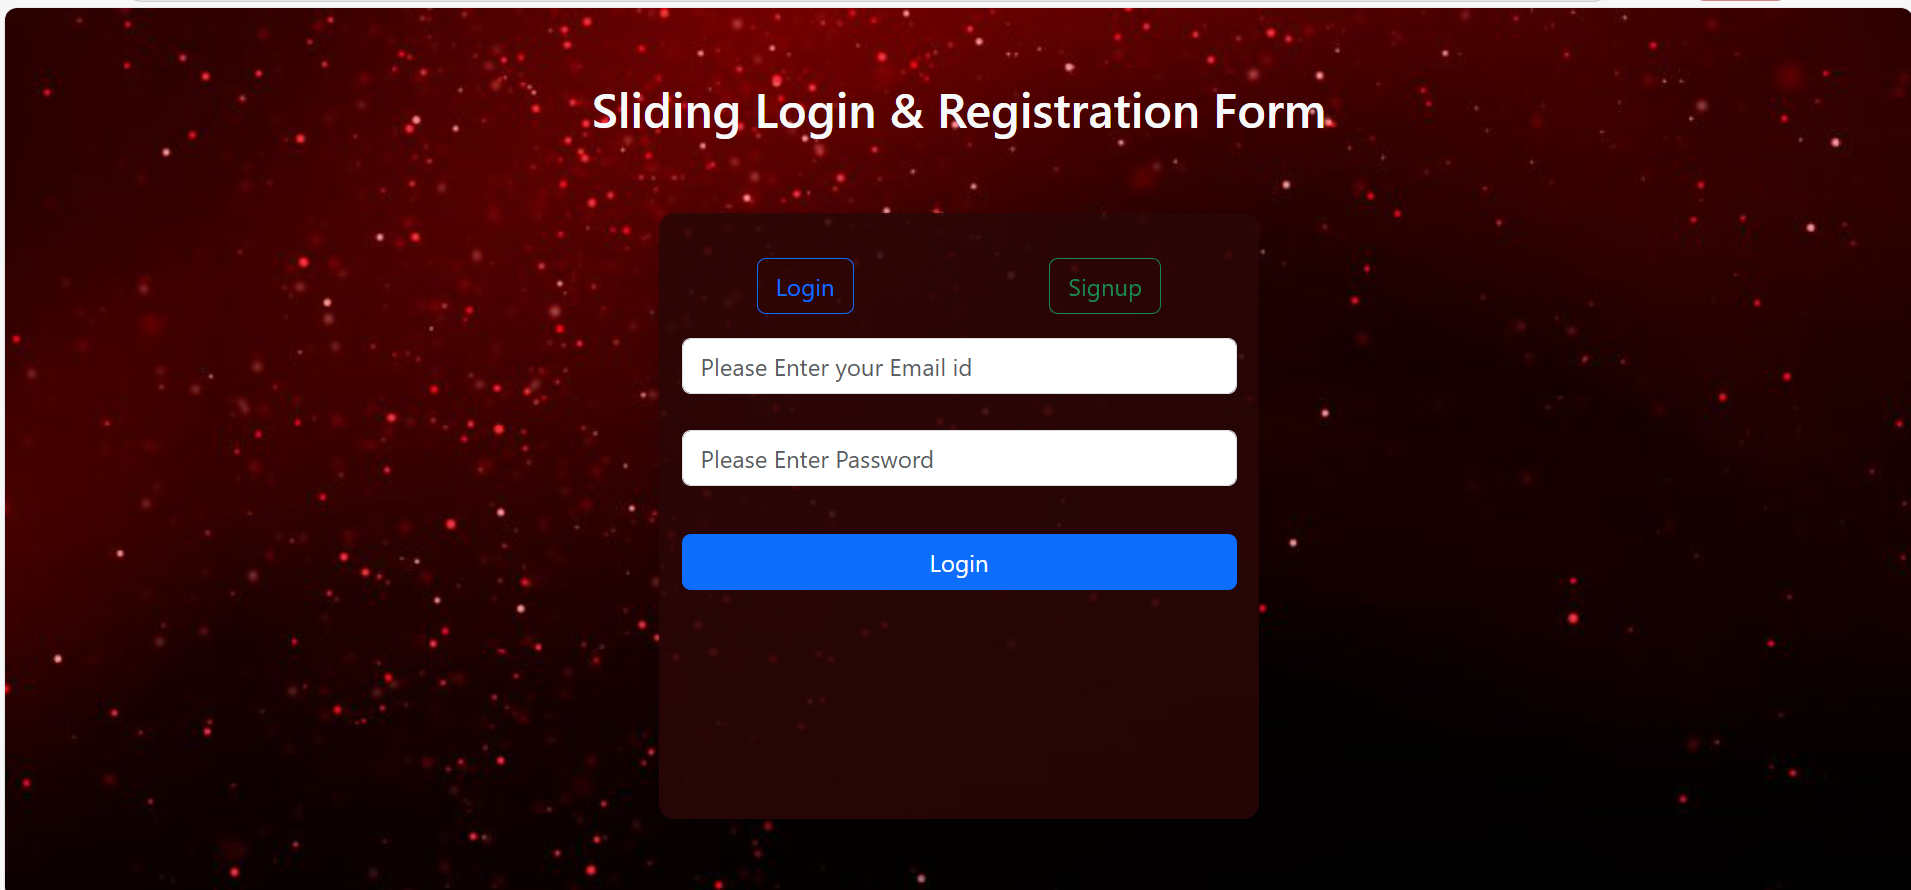 Sliding Login & Registration Form
Login Signup
Please Enter your Email id
Please Enter Password
Login